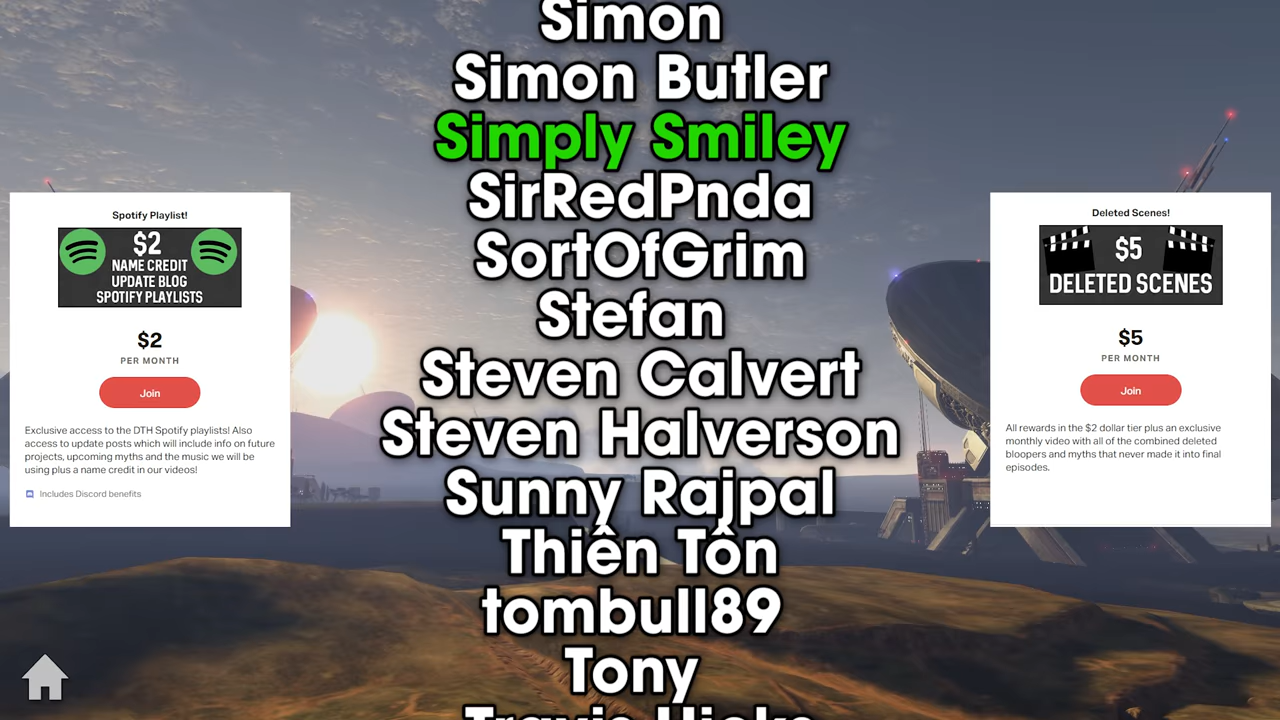 Simon
Simon Butler
Simply Smiley
SirRedPnda
SortOfGrim
Stefan
Steven Calvert
Steven Halverson
Sunny Rajpal
Thiên Tôn
tombull89
Tony
Travis Hicks
Spotify Playlist!
$2
NAME CREDIT
UPDATE BLOG
SPOTIFY PLAYLISTS
$2
PER MONTH
Join
Exclusive access to the DTH Spotify playlists! Also
access to update posts which will include info on future
projects, upcoming myths and the music we will be
using plus a name credit in our videos!
Includes Discord benefits
Deleted Scenes!
$5
DELETED SCENES
$5
PER MONTH
Join
All rewards in the $2 dollar tier plus an exclusive
monthly video with all of the combined deleted
bloopers and myths that never made it into final
episodes.